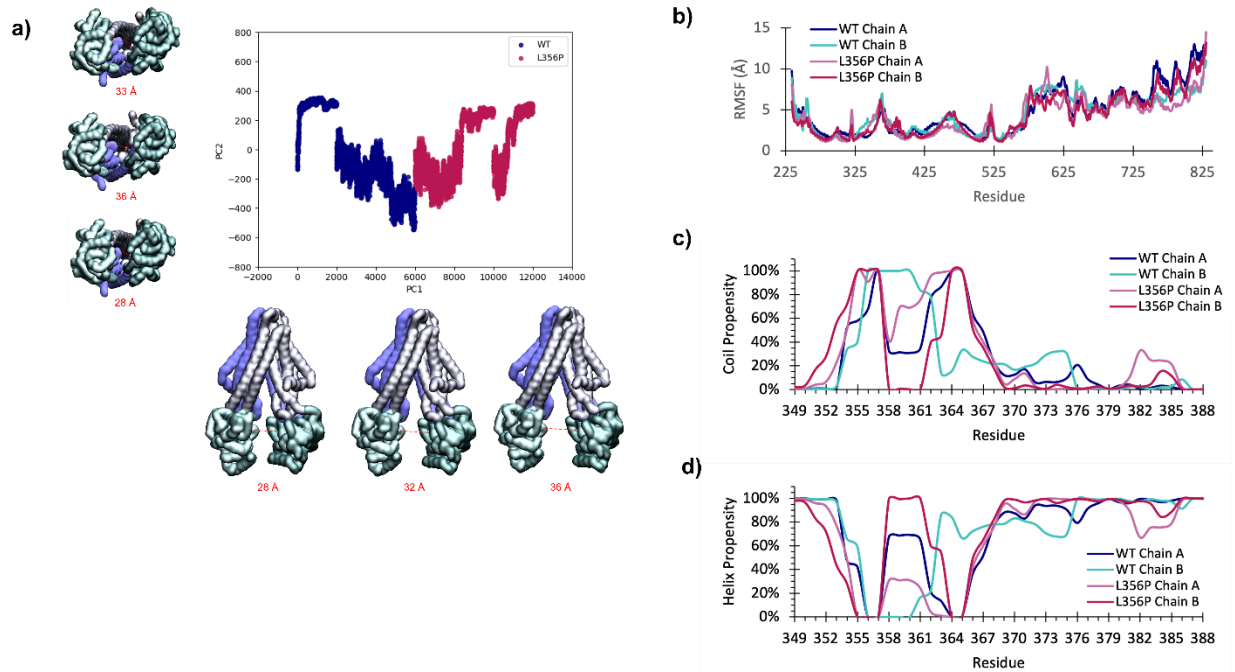 a)
33 Å
36 Å
28 Å
800
600
400
200
0
−200
−400
−600
−800
PC2
−2000 0 2000 4000 6000 8000 10000 12000 14000
PC1
WT
L356P
28 Å 32 Å 36 Å
b)
WT Chain A
WT Chain B
L356P Chain A
L356P Chain B
RMSF (Å)
15
10
5
0
225 325 425 525 625 725 825
Residue
c)
WT Chain A
WT Chain B
L356P Chain A
L356P Chain B
Coil Propensity
100%
80%
60%
40%
20%
0%
349 352 355 358 361 364 367 370 373 376 379 382 385 388
Residue
d)
Helix Propensity
100%
80%
60%
40%
20%
0%
WT Chain A
WT Chain B
L356P Chain A
L356P Chain B
349 352 355 358 361 364 367 370 373 376 379 382 385 388
Residue